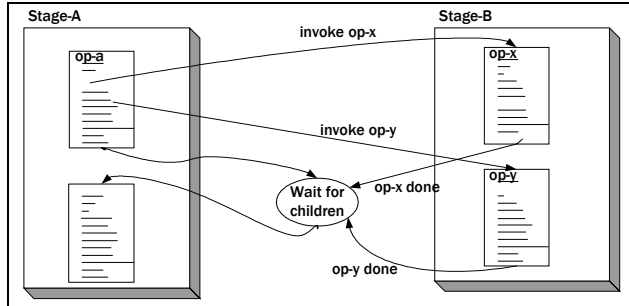 Stage-A
Stage-B
invoke op-x
op-a
op-x
invoke op-y
op-y
op-x done
Wait for
children
op-y done